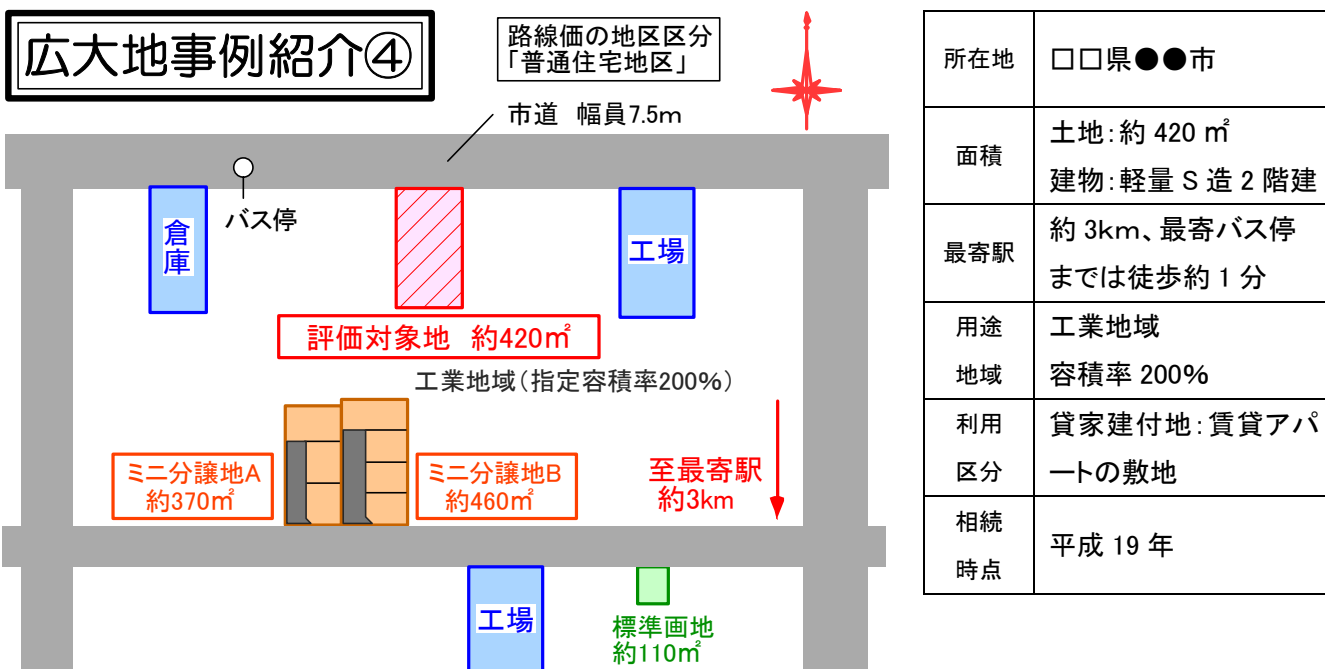 広大地事例紹介④
路線価の地区区分
「普通住宅地区」
市道 幅員7.5m
バス停
倉庫
工場
評価対象地 約420㎡
工業地域(指定容積率200%)
ミニ分譲地A
約370㎡
ミニ分譲地B
約460㎡
至最寄駅
約3km
工場
標準画地
約110㎡
所在地
□□県●●市
面積
土地:約 420 ㎡
建物:軽量 S 造 2 階建
最寄駅
約 3km、最寄バス停
までは徒歩約 1 分
用途
地域
工業地域
容積率 200%
利用
区分
貸家建付地:賃貸アパ
ートの敷地
相続
時点
平成 19 年